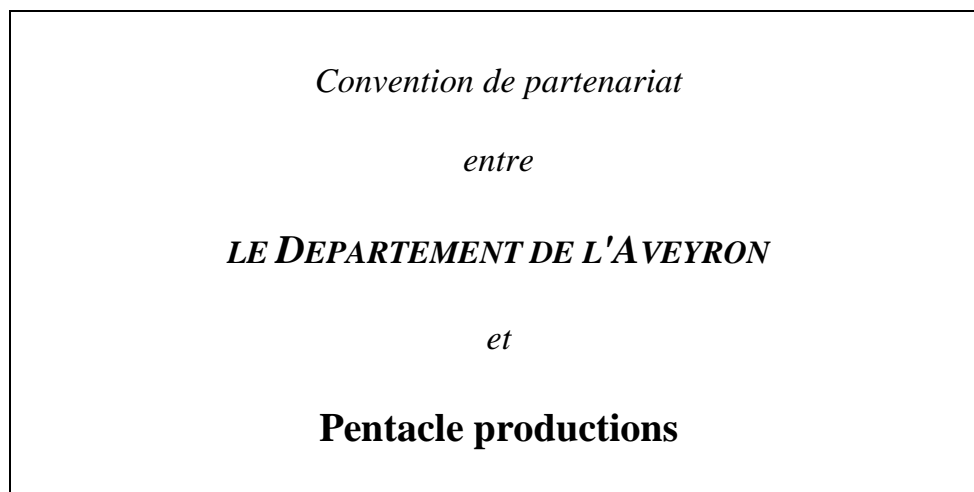 Convention de partenariat
entre
LE DEPARTEMENT DE L'AVEYRON
et
Pentacle productions